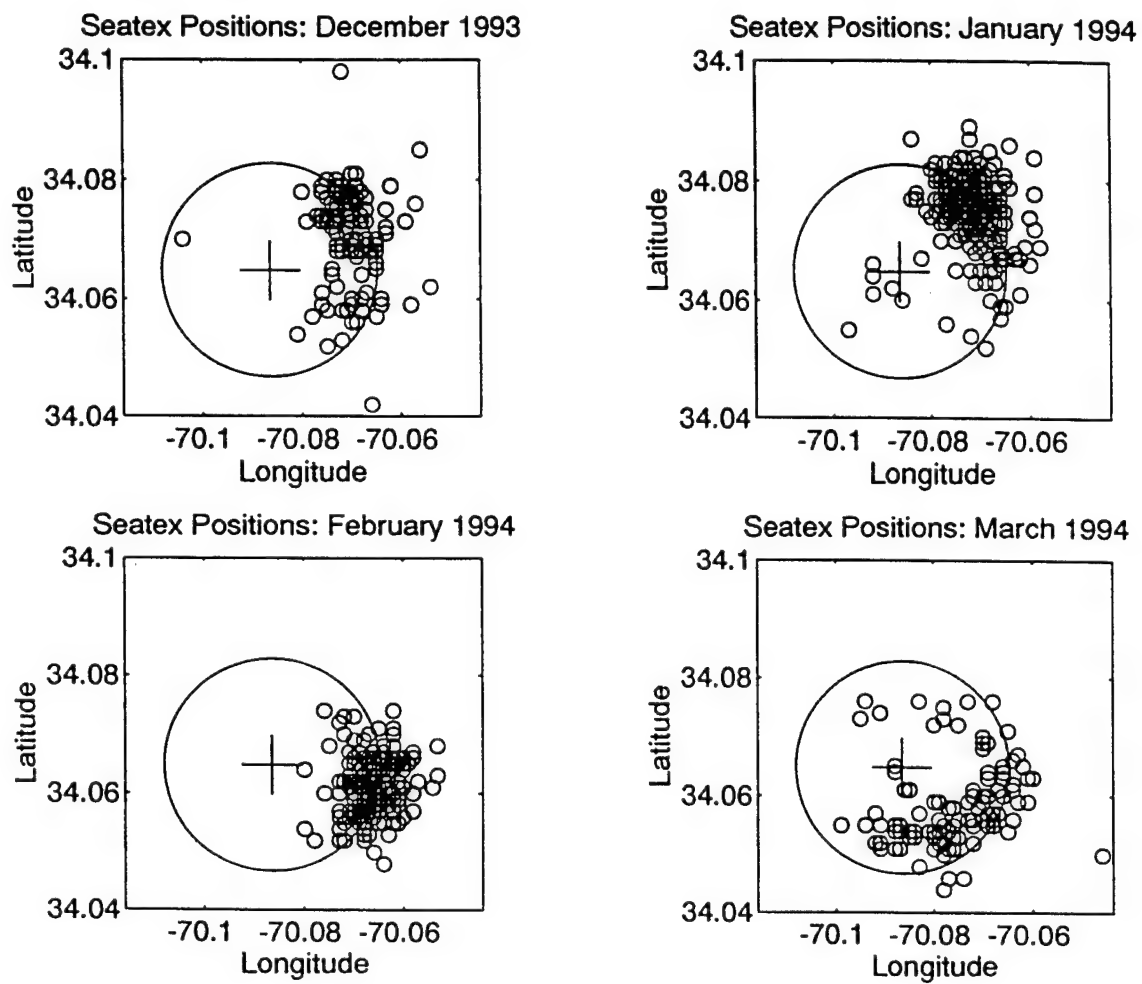 Seatex Positions: December 1993
34.1
34.08
34.06
34.04
Latitude
-70.1 -70.08 -70.06
Longitude
Seatex Positions: January 1994
34.1
34.08
34.06
34.04
Latitude
-70.1 -70.08 -70.06
Longitude
Seatex Positions: February 1994
34.1
34.08
34.06
34.04
Latitude
-70.1 -70.08 -70.06
Longitude
Seatex Positions: March 1994
34.1
34.08
34.06
34.04
Latitude
-70.1 -70.08 -70.06
Longitude